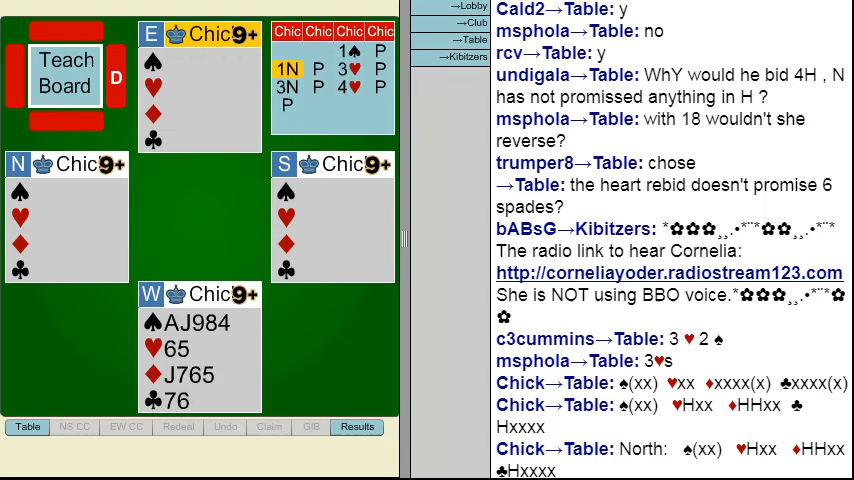 Teach
Board
D
E Chic 9+
♠
♥
♦
♣
Chic Chic Chic Chic
1♠ P
1N P 3♥ P
3N P 4♥ P
P
N Chic 9+
♠
♥
♦
♣
S Chic 9+
♠
♥
♦
♣
W Chic 9+
♠AJ984
♥65
♦J765
♣76
Table NS CC EW CC Redeal Undo Claim GIB Results
→Lobby
→Club
→Table
→Kibitzers
Cald2→Table: y
msphola→Table: no
rcv→Table: y
undigala→Table: WhY would he bid 4H , N
has not promissed anything in H ?
msphola→Table: with 18 wouldn't she
reverse?
trumper8→Table: chose
→Table: the heart rebid doesn't promise 6
spades?
bABsG→Kibitzers: *✿✿✿¸¸.•*¨*✿✿¸¸.•*¨*
The radio link to hear Cornelia:
http://corneliayoder.radiostream123.com
She is NOT using BBO voice.*✿✿✿¸¸.•*¨*✿
✿
c3cummins→Table: 3 ♥ 2 ♠
msphola→Table: 3♥s
Chick→Table: ♠(xx) ♥xx ♦xxxx(x) ♣xxxx(x)
Chick→Table: ♠(xx) ♥Hxx ♦HHxx ♣
Hxxxx
Chick→Table: North: ♠(xx) ♥Hxx ♦HHxx
♣Hxxxx